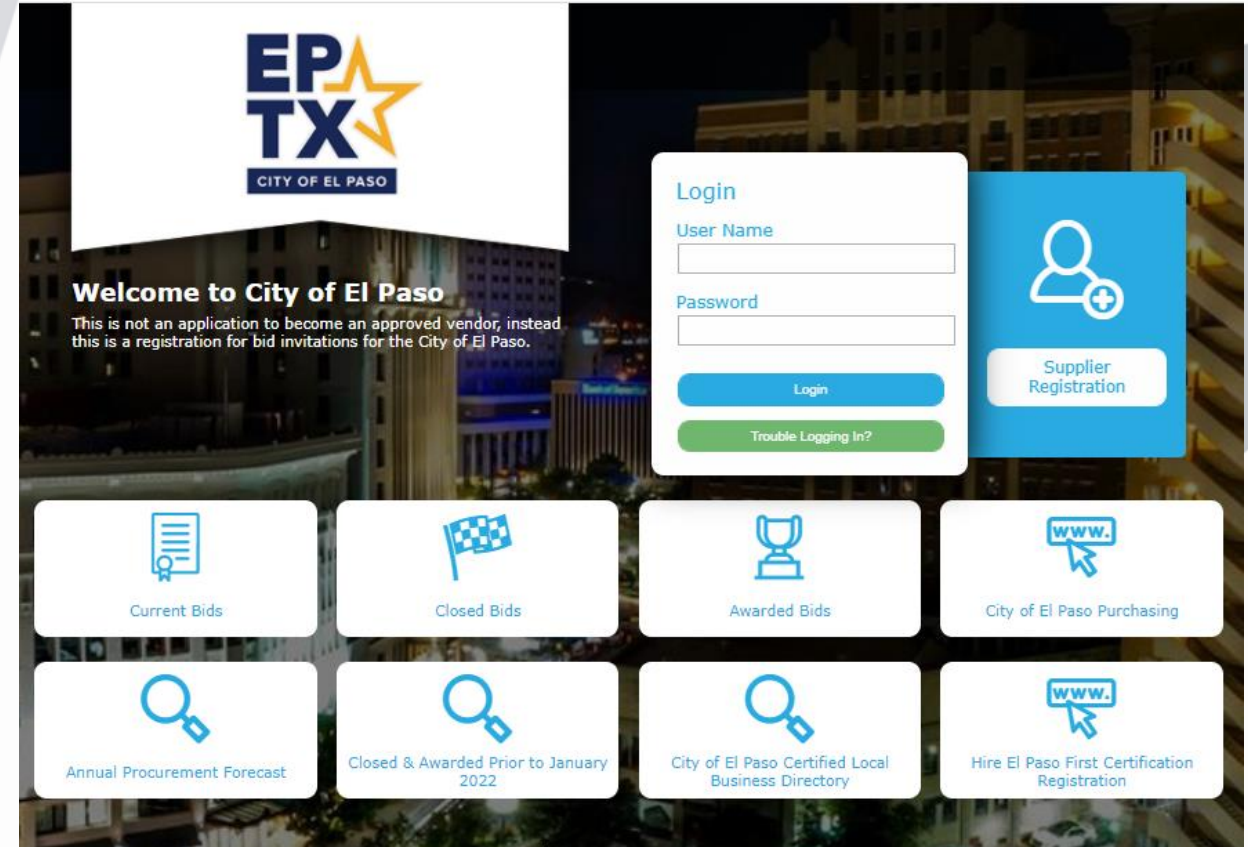 EP
TX
CITY OF EL PASO
Welcome to City of El Paso
This is not an application to become an approved vendor, instead
this is a registration for bid invitations for the City of El Paso.
Login
User Name
Password
Login
Trouble Logging In?
Supplier
Registration
Current Bids
Closed Bids
Awarded Bids
www.
City of El Paso Purchasing
Annual Procurement Forecast
Closed & Awarded Prior to January
2022
City of El Paso Certified Local
Business Directory
www.
Hire El Paso First Certification
Registration